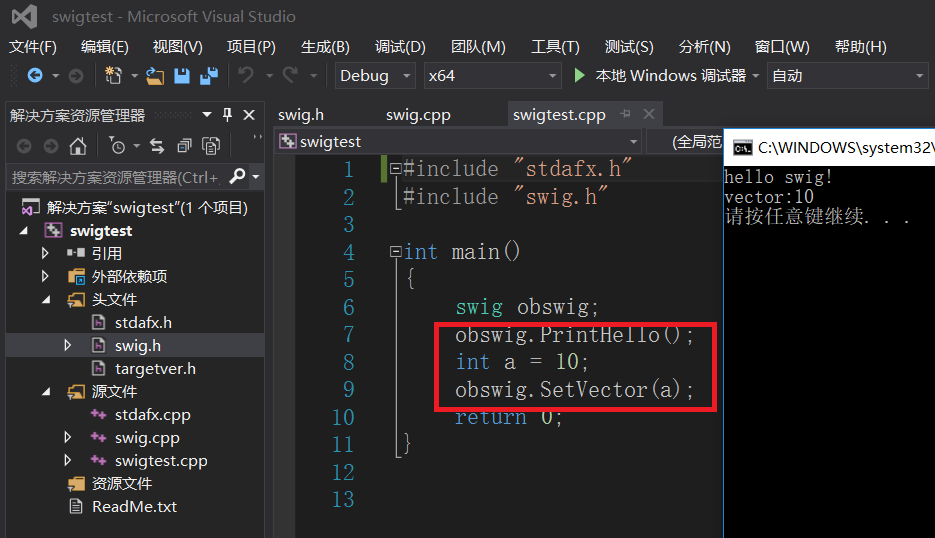 swigtest - Microsoft Visual Studio
文件(F) 编辑(E) 视图(V) 项目(P) 生成(B) 调试(D) 团队(M) 工具(T) 测试(S) 分析(N) 窗口(W) 帮助(H)
Debug x64 本地 Windows 调试器 自动
解决方案资源管理器
搜索解决方案资源管理器(Ctrl+
解决方案"swigtest"(1 个项目)
swigtest
引用
外部依赖项
头文件
stdafx.h
swig.h
targetver.h
源文件
stdafx.cpp
swig.cpp
swigtest.cpp
资源文件
ReadMe.txt
swig.h swig.cpp swigtest.cpp
swigtest (全局范
1 #include "stdafx.h"
2 #include "swig.h"
3
4 int main()
5 {
6 swig obswig;
7 obswig.PrintHello();
8 int a = 10;
9 obswig.SetVector(a);
10 return 0;
11 }
12
13
C:\WINDOWS\system32\
hello swig!
vector:10
请按任意键继续. . .